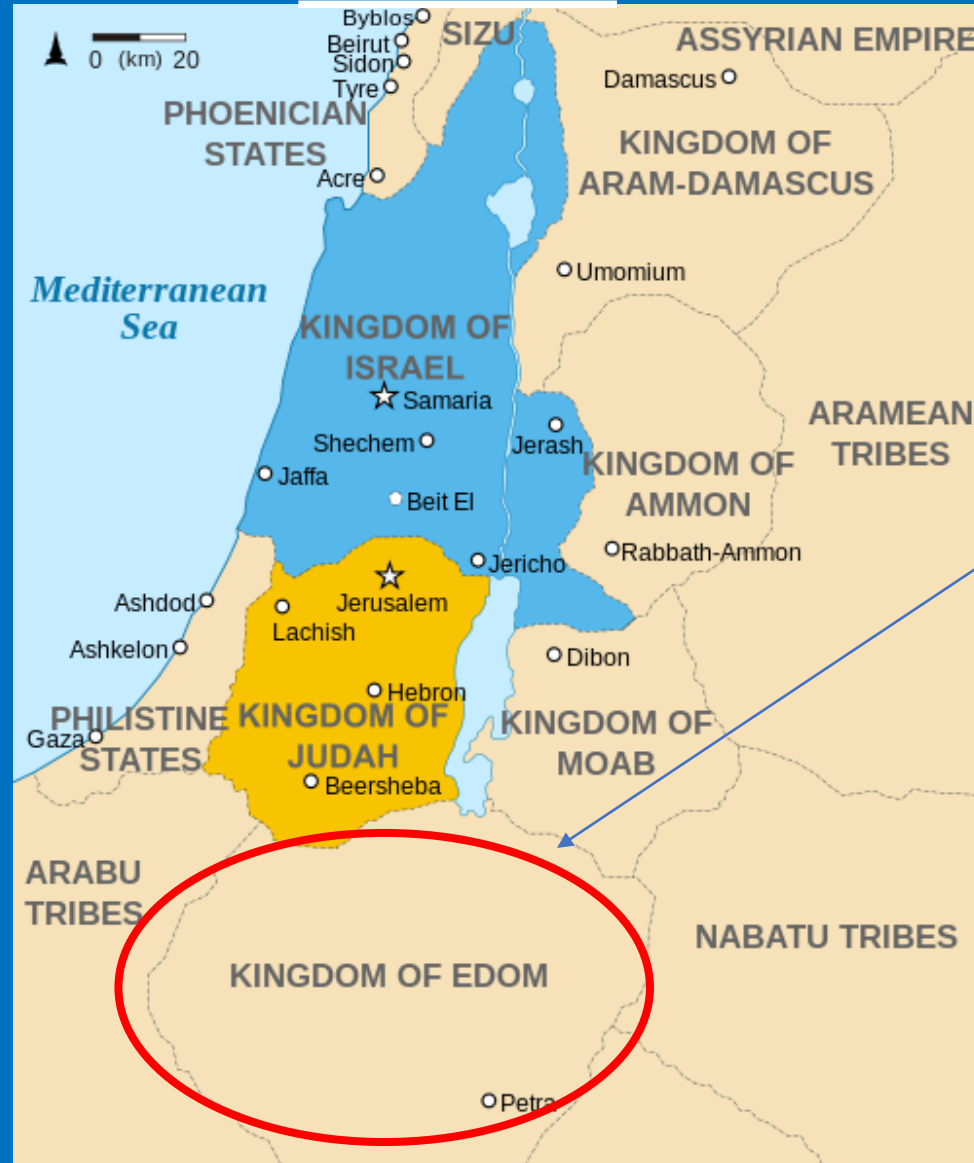 Byblos
SIZU
ASSYRIAN EMPIRE
0 (km) 20
Beirut
Sidon
Damascus
Tyre
PHOENICIAN
STATES
KINGDOM OF
ARAM-DAMASCUS
Acre
Umomium
Mediterranean
Sea
KINGDOM OF
ISRAEL
Samaria
ARAMEAN
TRIBES
Shechem
Jerash
KINGDOM OF
AMMON
Jaffa
Beit El
Rabbath-Ammon
Jericho
Ashdod
Jerusalem
Lachish
Ashkelon
Dibon
Hebron
PHILISTINE
STATES
KINGDOM OF
JUDAH
KINGDOM OF
MOAB
Gaza
Beersheba
ARABU
TRIBES
NABATU TRIBES
KINGDOM OF EDOM
Petra